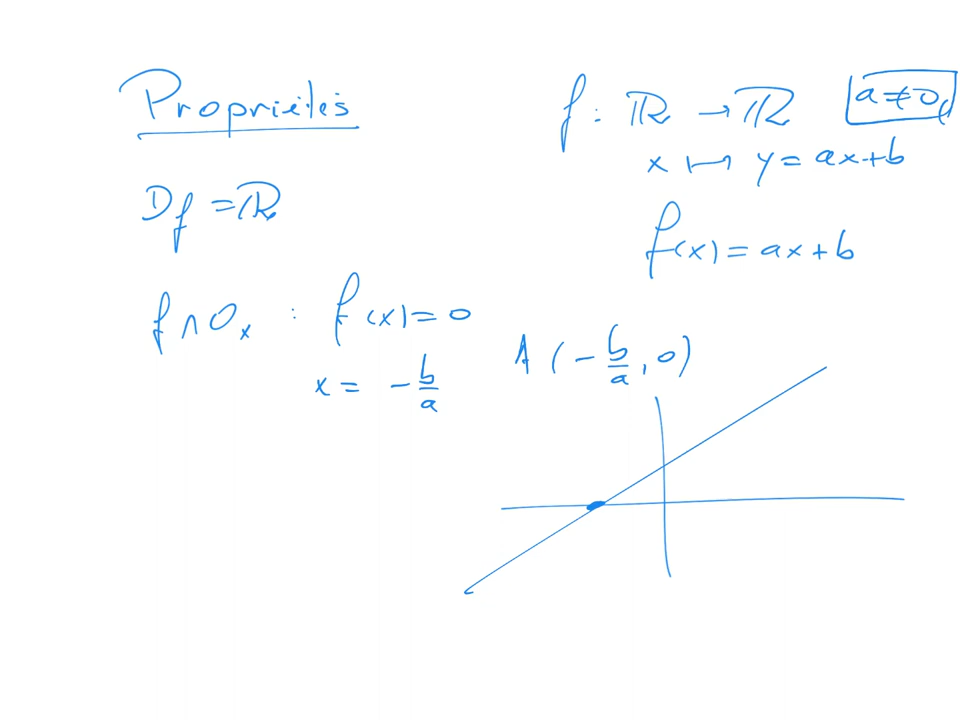 Propriétés
f : ℝ → ℝ a ≠ 0
x ↦ y = ax + b
Df = ℝ
f(x) = ax + b
f ∩ Ox : f(x) = 0
A (-b/a, 0)
x = -b/a